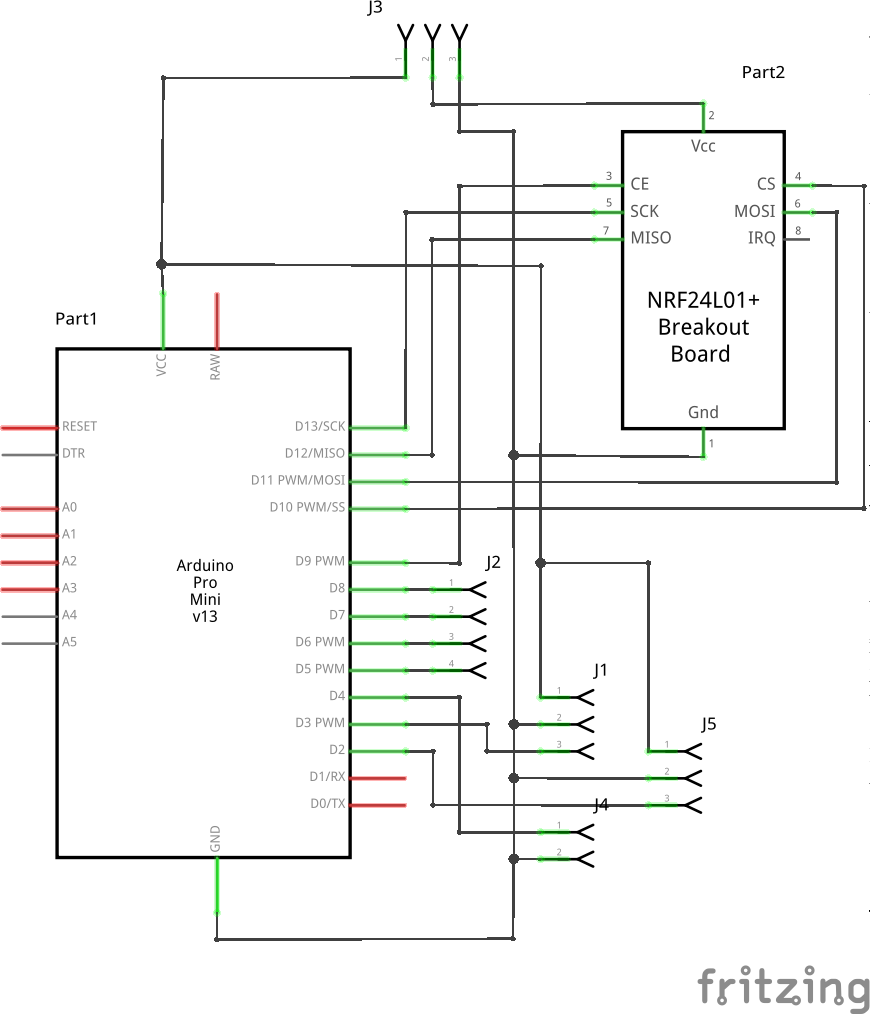 J3
1 2 3
Part2
2
Vcc
3 CE CS 4
5 SCK MOSI 6
7 MISO IRQ 8
NRF24L01+
Breakout
Board
Gnd
1
Part1
VCC RAW
RESET D13/SCK
DTR D12/MISO
D11 PWM/MOSI
A0 D10 PWM/SS
A1
A2 D9 PWM
A3 D8
A4 D7
A5 D6 PWM
D5 PWM
D4
D3 PWM
D2
D1/RX
D0/TX
Arduino
Pro
Mini
v13
GND
J2
1
2
3
4
J1
1
2
3
J5
1
2
3
J4
1
2
fritzing